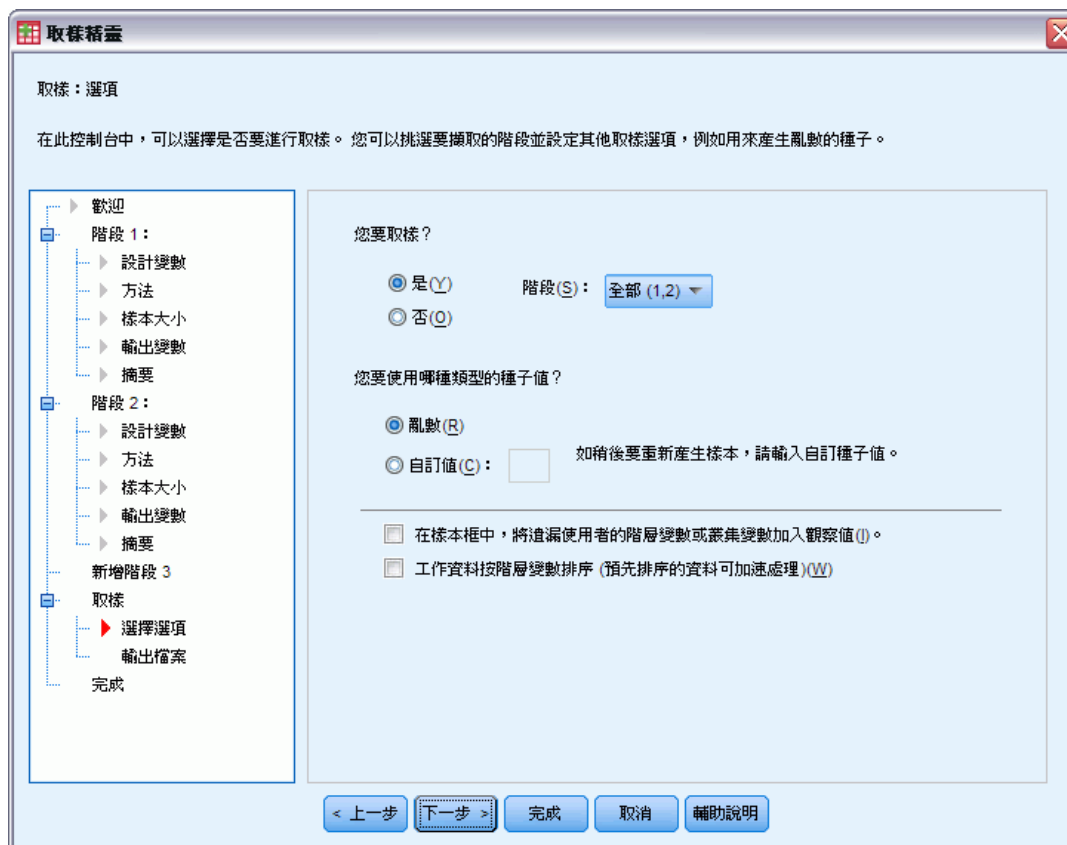 取樣精靈
取樣：選項
在此控制台中，可以選擇是否要進行取樣。 您可以挑選要擷取的階段並設定其他取樣選項，例如用來產生亂數的種子。
歡迎
階段 1：
設計變數
方法
樣本大小
輸出變數
摘要
階段 2：
設計變數
方法
樣本大小
輸出變數
摘要
新增階段 3
取樣
選擇選項
輸出檔案
完成
您要取樣？
是(Y) 階段(S)： 全部 (1,2)
否(O)
您要使用哪種類型的種子值？
亂數(R)
自訂值(C)： 如稍後要重新產生樣本，請輸入自訂種子值。
在樣本框中，將遺漏使用者的階層變數或叢集變數加入觀察值(I)。
工作資料按階層變數排序 (預先排序的資料可加速處理)(W)
< 上一步 下一步 > 完成 取消 輔助說明